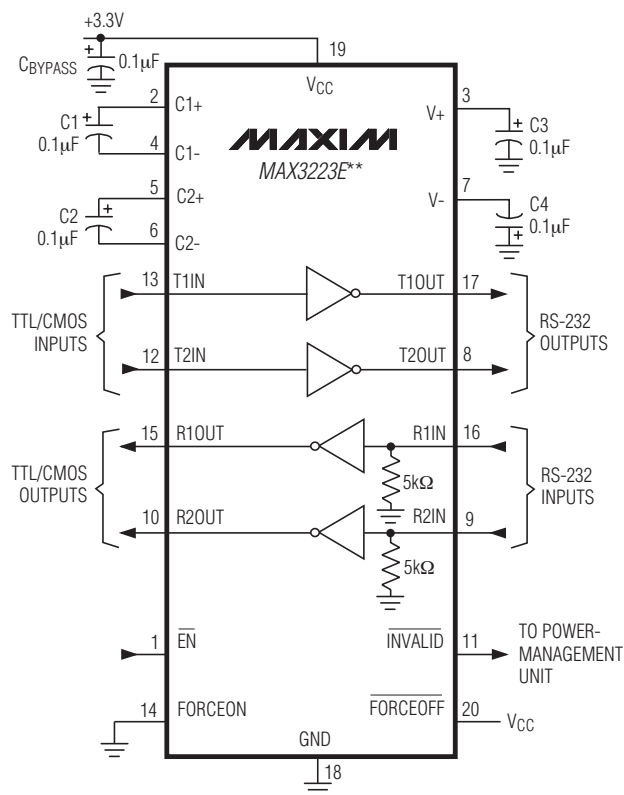 +3.3V
CBYPASS
0.1μF
19
VCC
2
C1+
C1
0.1μF
4
C1-
5
C2+
C2
0.1μF
6
C2-
MAXIM
MAX3223E**
3
V+
C3
0.1μF
7
V-
C4
0.1μF
13
T1IN
T1OUT
17
TTL/CMOS
INPUTS
RS-232
OUTPUTS
12
T2IN
T2OUT
8
15
R1OUT
R1IN
16
5kΩ
TTL/CMOS
OUTPUTS
RS-232
INPUTS
10
R2OUT
R2IN
9
5kΩ
1
EN
INVALID
11
TO POWER-
MANAGEMENT
UNIT
14
FORCEON
FORCEOFF
20
VCC
GND
18
+
+
+
+
+